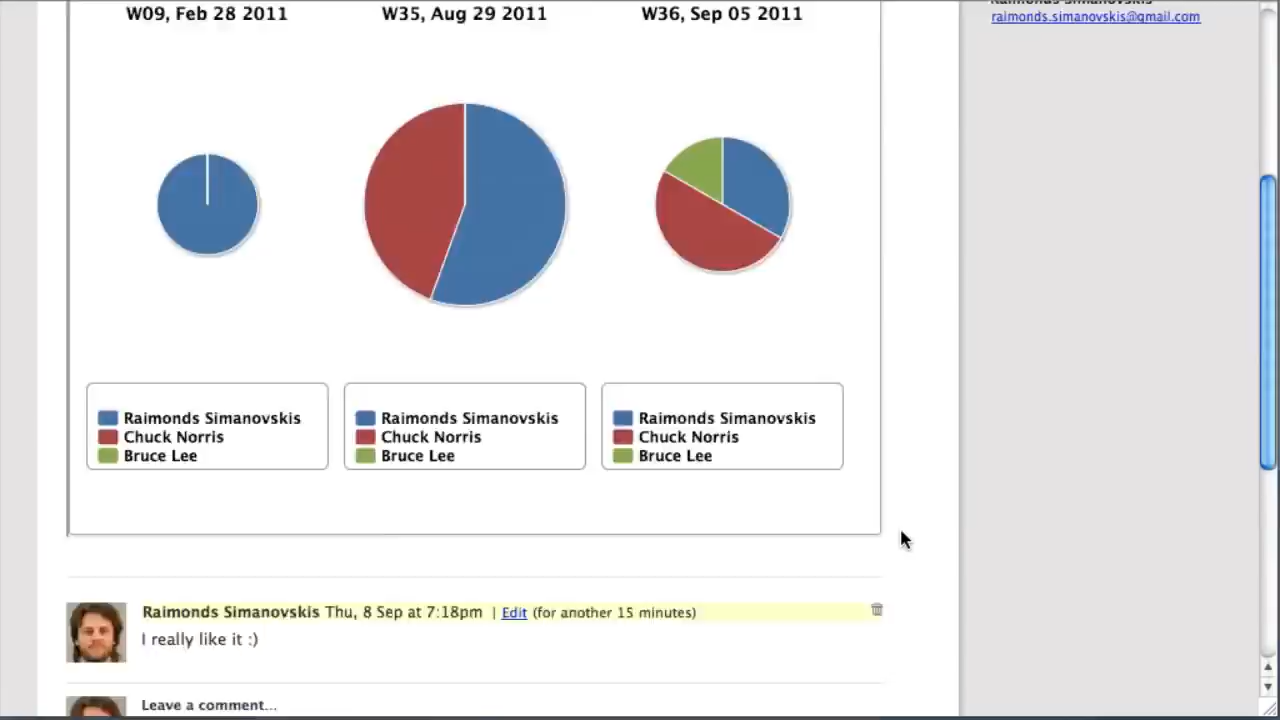 W09, Feb 28 2011 W35, Aug 29 2011 W36, Sep 05 2011
Raimonds Simanovskis
raimonds.simanovskis@gmail.com
Raimonds Simanovskis
Chuck Norris
Bruce Lee
Raimonds Simanovskis
Chuck Norris
Bruce Lee
Raimonds Simanovskis
Chuck Norris
Bruce Lee
Raimonds Simanovskis Thu, 8 Sep at 7:18pm | Edit (for another 15 minutes)
I really like it :)
Leave a comment...